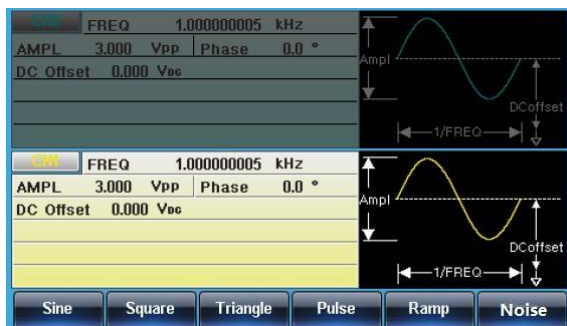 CH2 FREQ 1.000000005 kHz
AMPL 3.000 Vpp Phase 0.0 °
DC Offset 0.000 VDC
Ampl
DCoffset
1/FREQ
CH1 FREQ 1.000000005 kHz
AMPL 3.000 Vpp Phase 0.0 °
DC Offset 0.000 VDC
Ampl
DCoffset
1/FREQ
Sine Square Triangle Pulse Ramp Noise